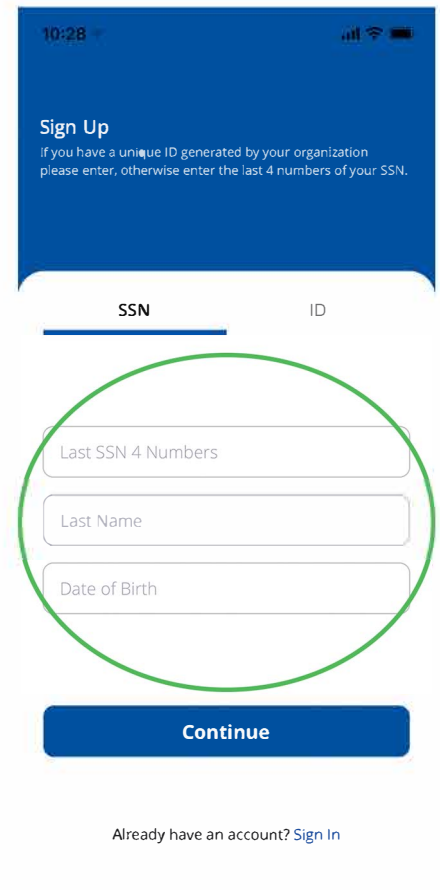 10:28
Sign Up
If you have a unique ID generated by your organization
please enter, otherwise enter the last 4 numbers of your SSN.
SSN ID
Last SSN 4 Numbers
Last Name
Date of Birth
Continue
Already have an account? Sign In